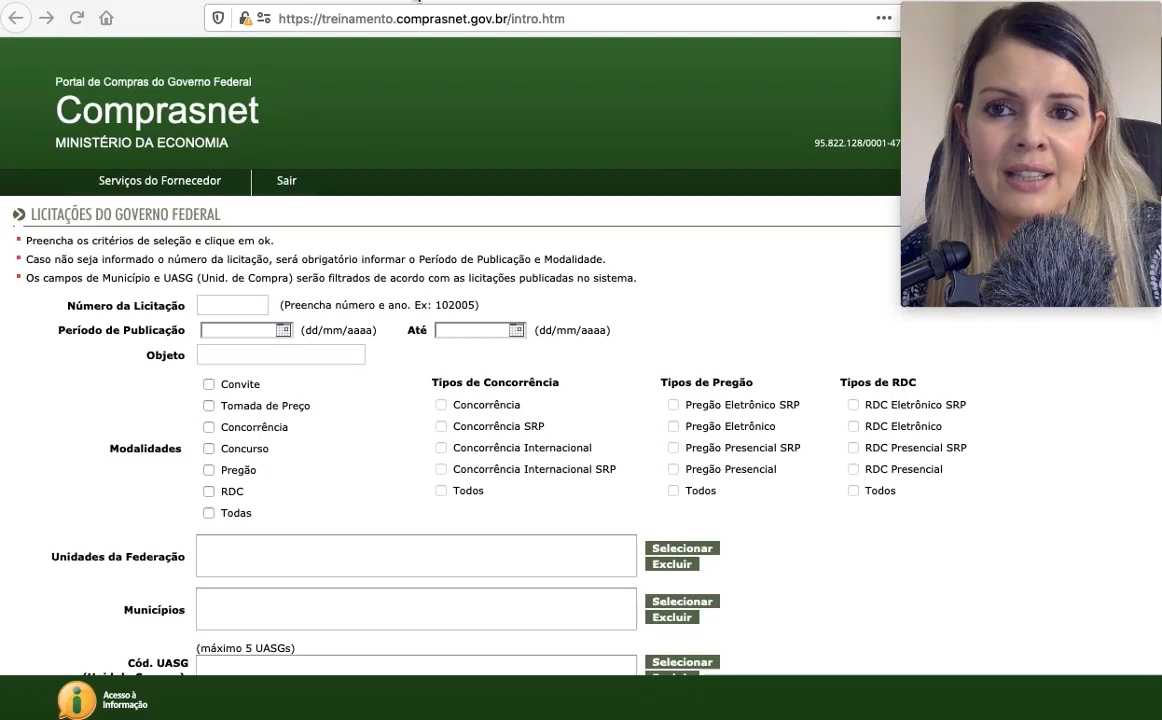 https://treinamento.comprasnet.gov.br/intro.htm
Portal de Compras do Governo Federal
Comprasnet
MINISTÉRIO DA ECONOMIA
95.822.128/0001-47
Serviços do Fornecedor
Sair
LICITAÇÕES DO GOVERNO FEDERAL
Preencha os critérios de seleção e clique em ok.
Caso não seja informado o número da licitação, será obrigatório informar o Período de Publicação e Modalidade.
Os campos de Município e UASG (Unid. de Compra) serão filtrados de acordo com as licitações publicadas no sistema.
Número da Licitação (Preencha número e ano. Ex: 102005)
Período de Publicação (dd/mm/aaaa) Até (dd/mm/aaaa)
Objeto
Convite Tipos de Concorrência Tipos de Pregão Tipos de RDC
Tomada de Preço Concorrência Pregão Eletrônico SRP RDC Eletrônico SRP
Concorrência Concorrência SRP Pregão Eletrônico RDC Eletrônico
Modalidades Concurso Concorrência Internacional Pregão Presencial SRP RDC Presencial SRP
Pregão Concorrência Internacional SRP Pregão Presencial RDC Presencial
RDC Todos Todos Todos
Todas
Unidades da Federação Selecionar
Excluir
Municípios Selecionar
Excluir
(máximo 5 UASGs)
Cód. UASG Selecionar
Acesso à
Informação